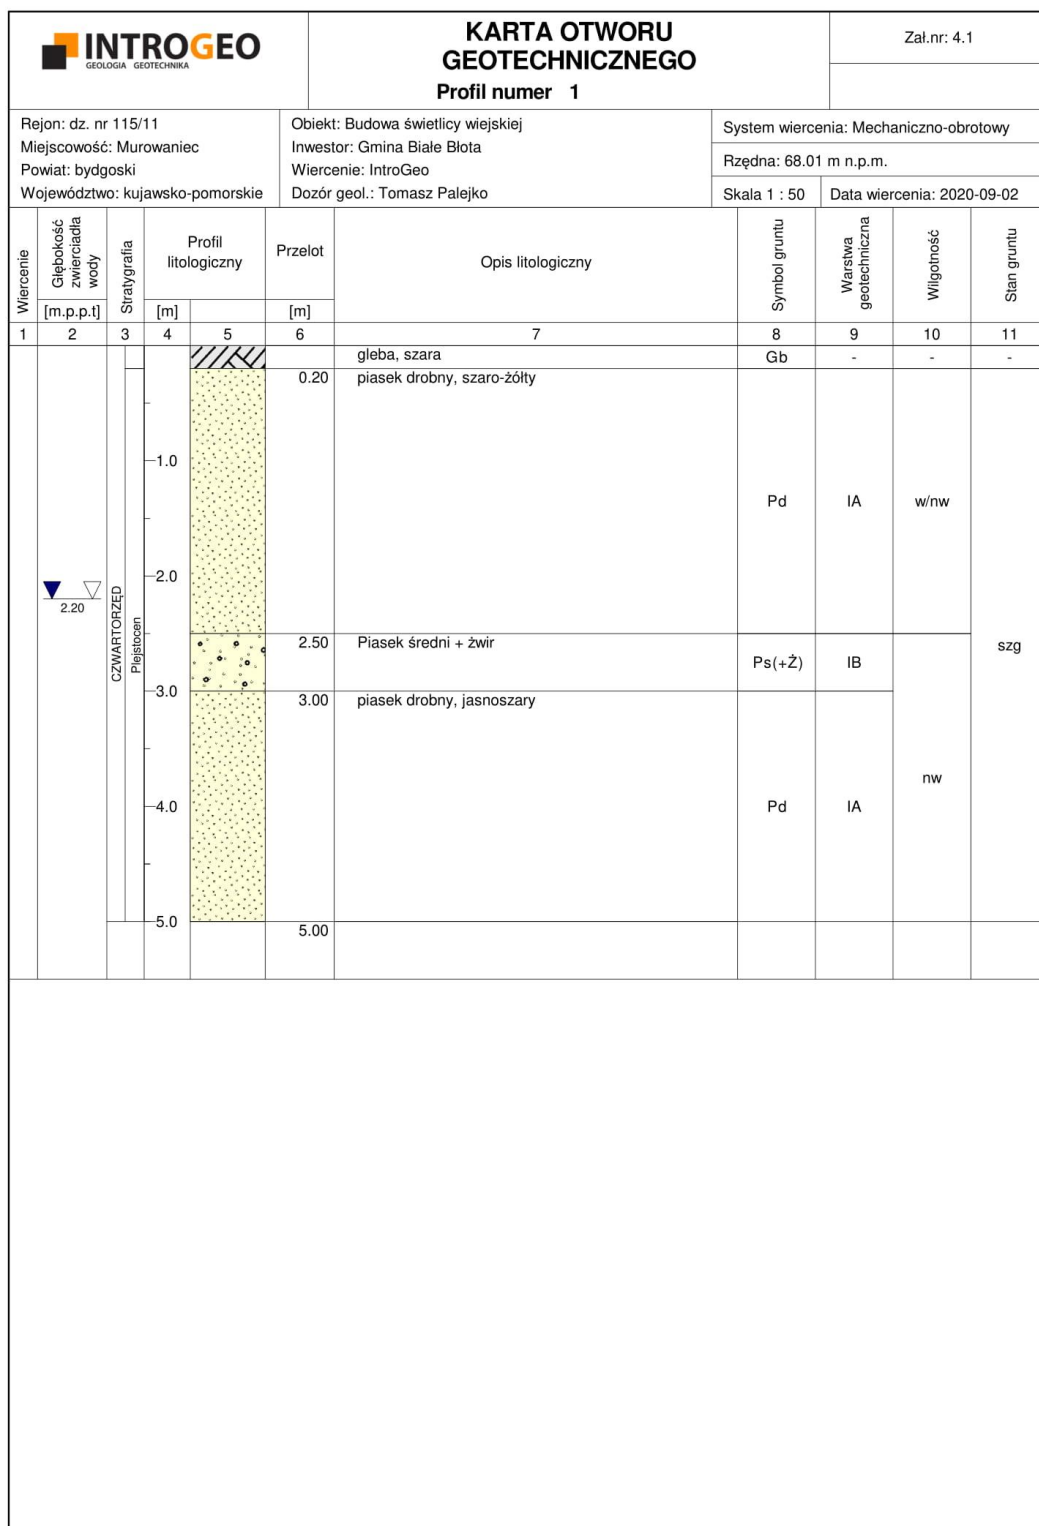 INTROGEO
GEOLOGIA GEOTECHNIKA
KARTA OTWORU
GEOTECHNICZNEGO
Profil numer 1
Zał.nr: 4.1
Rejon: dz. nr 115/11
Miejscowość: Murowaniec
Powiat: bydgoski
Województwo: kujawsko-pomorskie
Obiekt: Budowa świetlicy wiejskiej
Inwestor: Gmina Białe Błota
Wiercenie: IntroGeo
Dozór geol.: Tomasz Palejko
System wiercenia: Mechaniczno-obrotowy
Rzędna: 68.01 m n.p.m.
Skala 1 : 50
Data wiercenia: 2020-09-02
Wiercenie
Głębokość
zwierciadła
wody
[m.p.p.t]
Stratygrafia
Profil
litologiczny
[m]
Przelot
[m]
Opis litologiczny
Symbol gruntu
Warstwa
geotechniczna
Wilgotność
Stan gruntu
1 2 3 4 5 6 7 8 9 10 11
gleba, szara Gb - - -
0.20 piasek drobny, szaro-żółty
1.0
Pd IA w/nw
2.0
2.20
CZWARTORZĘD
Plejstocen
2.50 Piasek średni + żwir
szg
Ps(+Ż) IB
3.0
3.00 piasek drobny, jasnoszary
nw
4.0
Pd IA
5.0
5.00